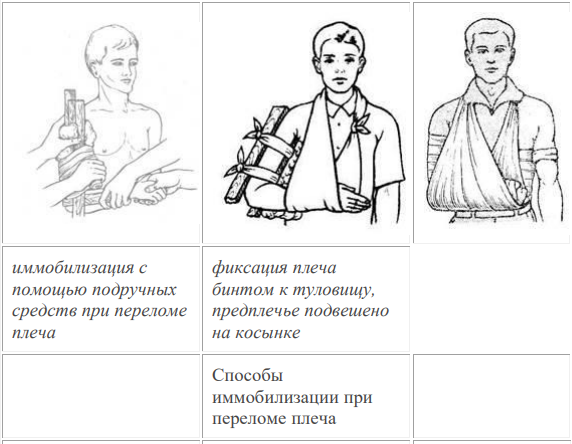 иммобилизация с
помощью подручных
средств при переломе
плеча
фиксация плеча
бинтом к туловищу,
предплечье подвешено
на косынке
Способы
иммобилизации при
переломе плеча